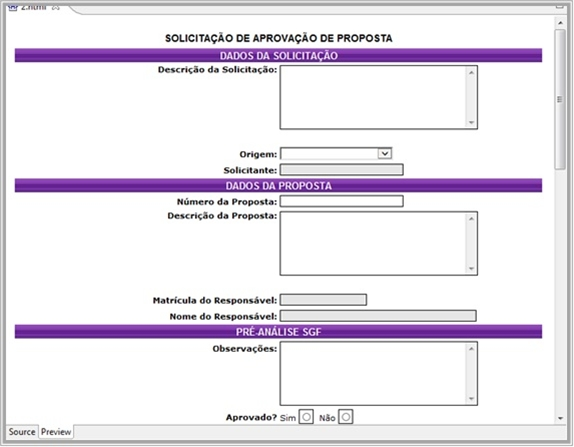 2.html
SOLICITAÇÃO DE APROVAÇÃO DE PROPOSTA
DADOS DA SOLICITAÇÃO
Descrição da Solicitação:
Origem:
Solicitante:
DADOS DA PROPOSTA
Número da Proposta:
Descrição da Proposta:
Matrícula do Responsável:
Nome do Responsável:
PRÉ-ANÁLISE SGF
Observações:
Aprovado? Sim Não
Source Preview